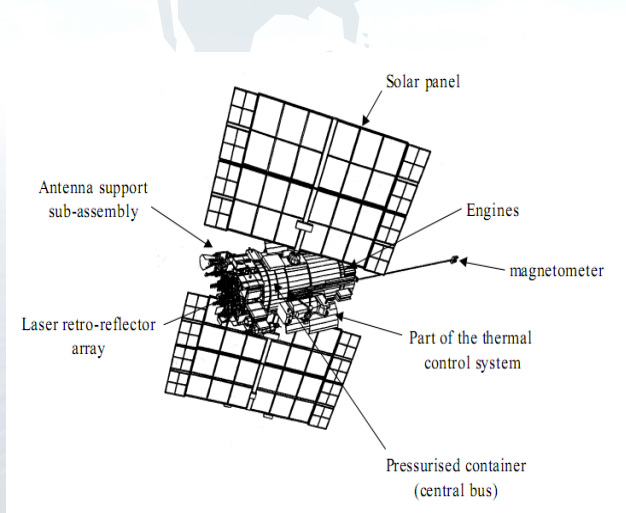 Solar panel
Antenna support
sub-assembly
Engines
magnetometer
Laser retro-reflector
array
Part of the thermal
control system
Pressurised container
(central bus)